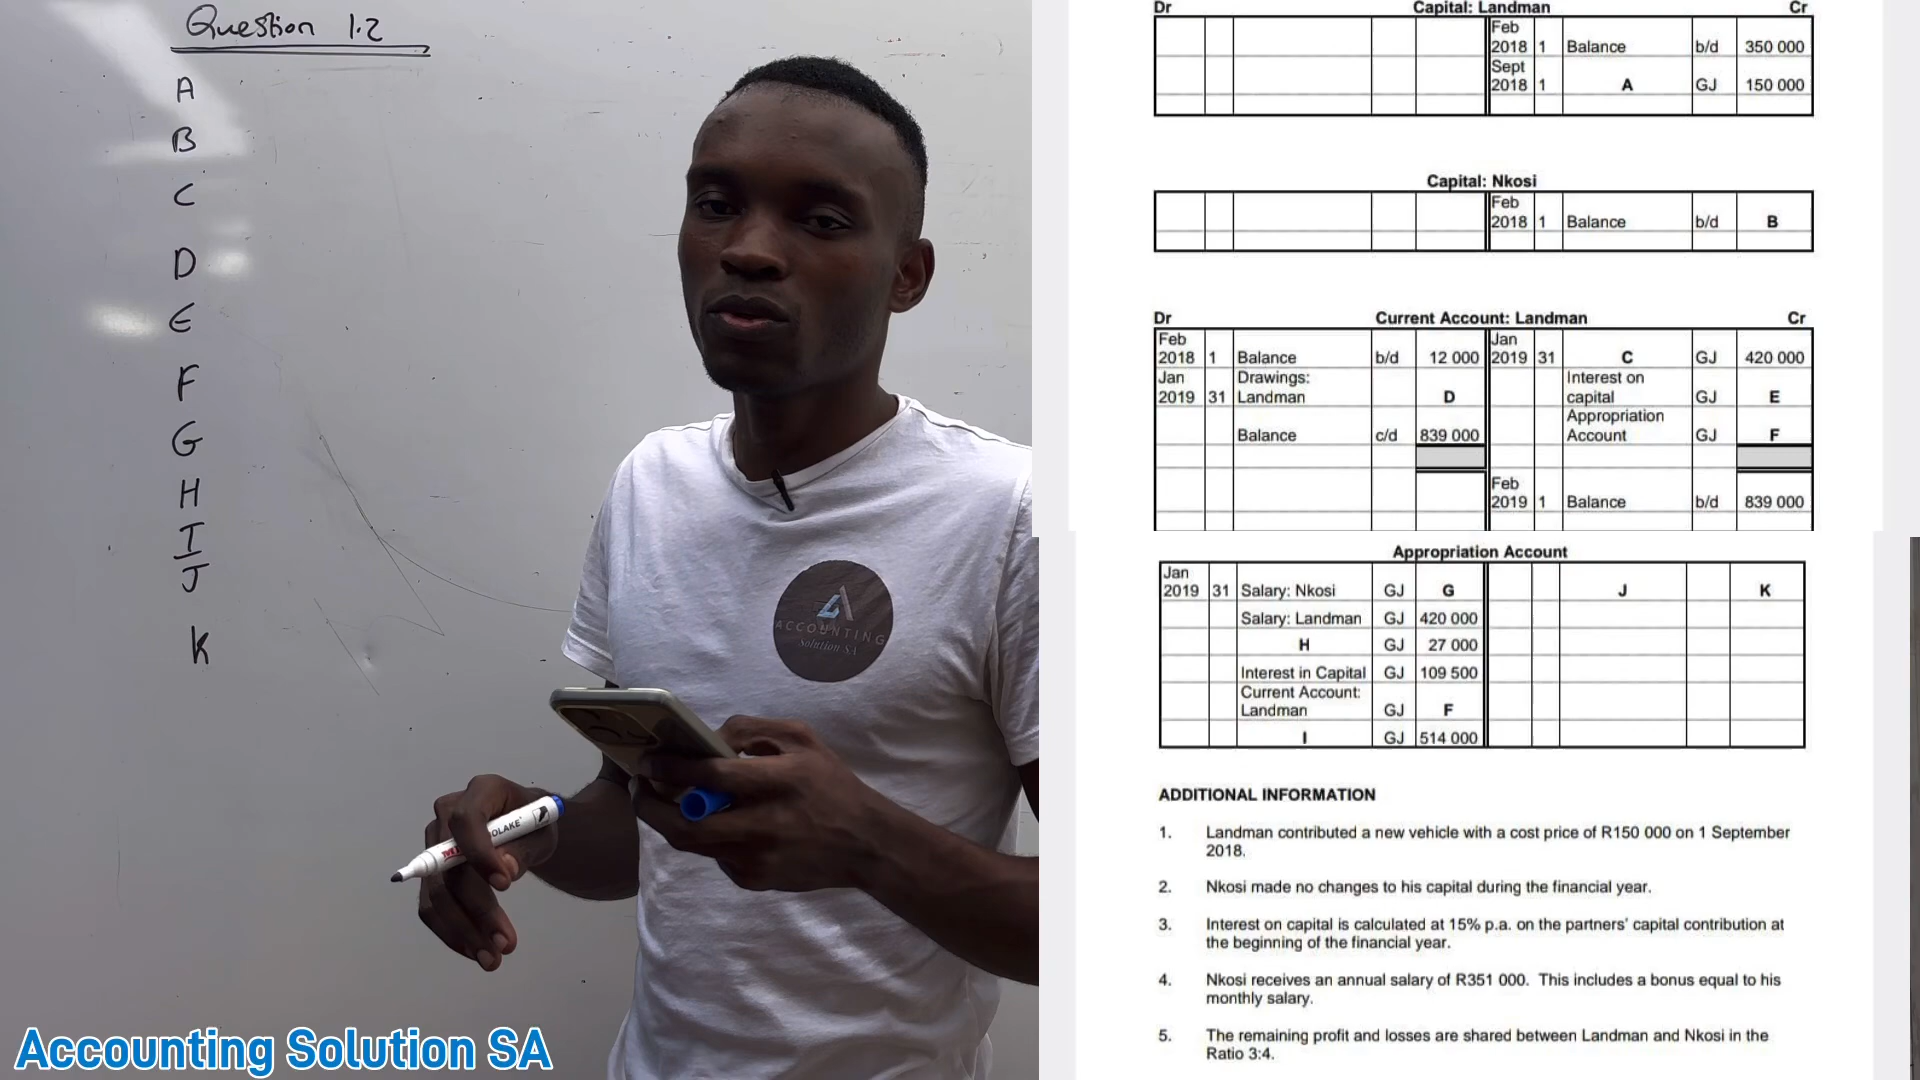 Question 1.2
A
B
C
D
E
F
G
H
I
J
K
OLAKE
ACCOUNTING
Solution SA
Accounting Solution SA
Dr Capital: Landman Cr
Feb
2018 1 Balance b/d 350 000
Sept
2018 1 A GJ 150 000
Capital: Nkosi
Feb
2018 1 Balance b/d B
Dr Current Account: Landman Cr
Feb Jan
2018 1 Balance b/d 12 000 2019 31 C GJ 420 000
Jan Drawings: Interest on
2019 31 Landman D capital GJ E
Appropriation
Balance c/d 839 000 Account GJ F
Feb
2019 1 Balance b/d 839 000
Appropriation Account
Jan
2019 31 Salary: Nkosi GJ G J K
Salary: Landman GJ 420 000
H GJ 27 000
Interest in Capital GJ 109 500
Current Account:
Landman GJ F
I GJ 514 000
ADDITIONAL INFORMATION
1. Landman contributed a new vehicle with a cost price of R150 000 on 1 September
2018.
2. Nkosi made no changes to his capital during the financial year.
3. Interest on capital is calculated at 15% p.a. on the partners' capital contribution at
the beginning of the financial year.
4. Nkosi receives an annual salary of R351 000. This includes a bonus equal to his
monthly salary.
5. The remaining profit and losses are shared between Landman and Nkosi in the
Ratio 3:4.